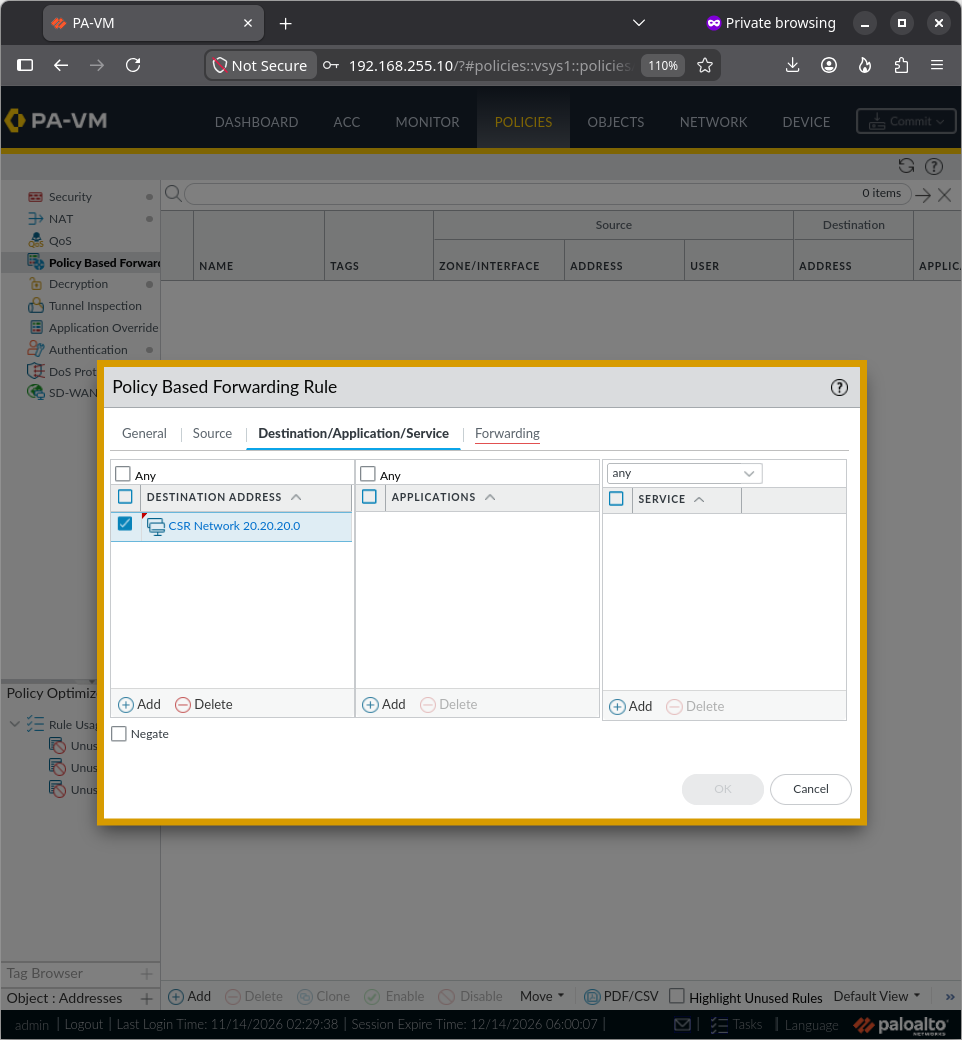 PA-VM
Private browsing
Not Secure
192.168.255.10/?#policies::vsys1::policies
110%
PA-VM
DASHBOARD
ACC
MONITOR
POLICIES
OBJECTS
NETWORK
DEVICE
Commit
Security
NAT
QoS
Policy Based Forward
Decryption
Tunnel Inspection
Application Override
Authentication
DoS Prot
SD-WAN
0 items
Source
Destination
NAME
TAGS
ZONE/INTERFACE
ADDRESS
USER
ADDRESS
APPLIC
Policy Based Forwarding Rule
General
Source
Destination/Application/Service
Forwarding
Any
DESTINATION ADDRESS
CSR Network 20.20.20.0
Add
Delete
Negate
Any
APPLICATIONS
Add
Delete
any
SERVICE
Add
Delete
OK
Cancel
Policy Optimiz
Rule Usag
Unus
Unus
Unus
Tag Browser
Object : Addresses
Add
Delete
Clone
Enable
Disable
Move
PDF/CSV
Highlight Unused Rules
Default View
admin
Logout
Last Login Time: 11/14/2026 02:29:38
Session Expire Time: 12/14/2026 06:00:07
Tasks
Language
paloalto
NETWORKS